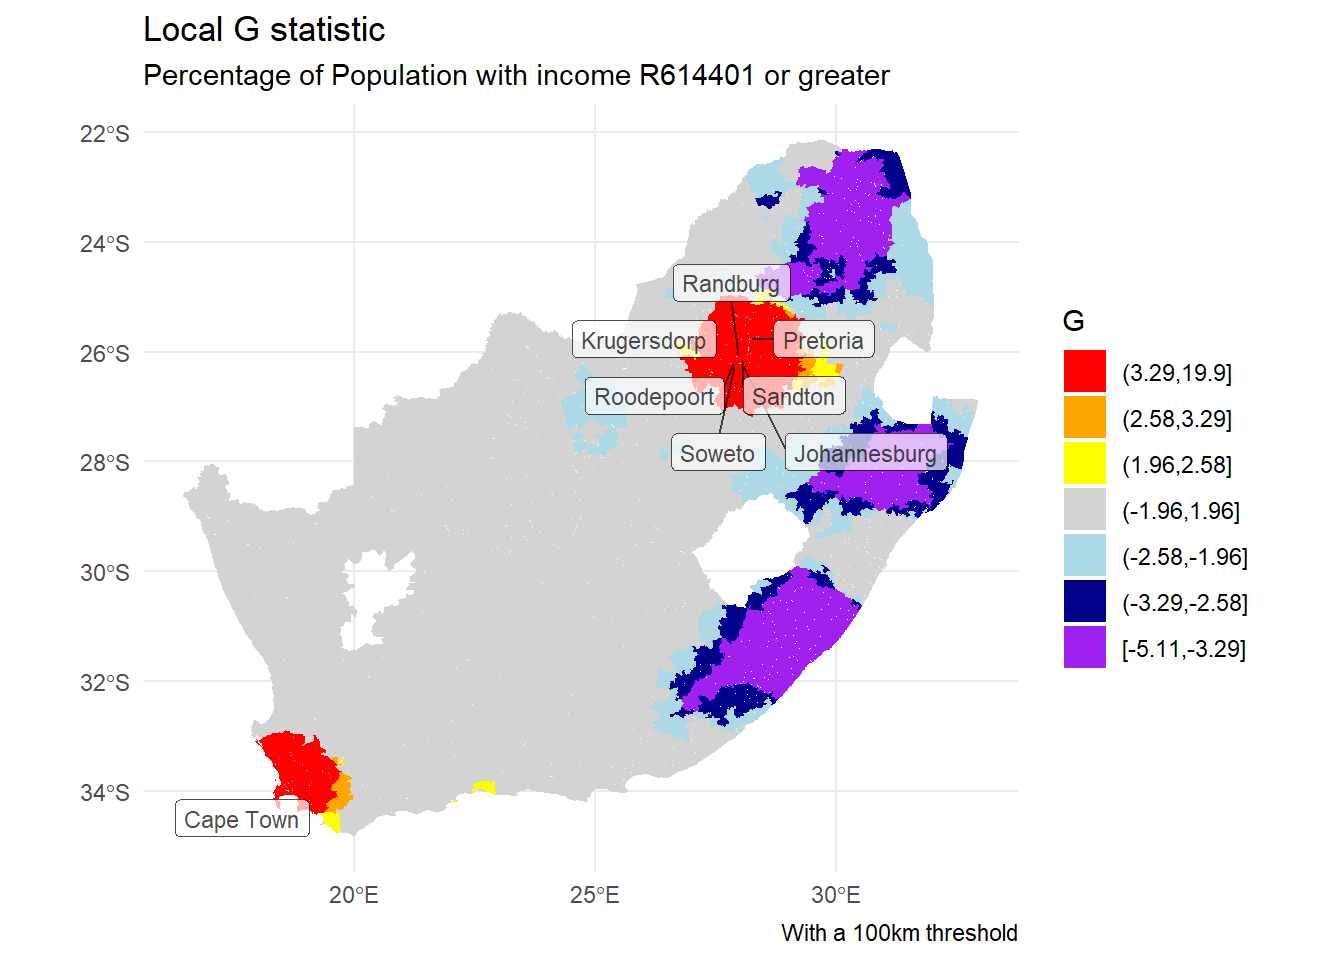 Local G statistic
Percentage of Population with income R614401 or greater
22°S
24°S
26°S
28°S
30°S
32°S
34°S
Randburg
Krugersdorp
Pretoria
Roodepoort
Sandton
Soweto
Johannesburg
Cape Town
20°E
25°E
30°E
With a 100km threshold
G
(3.29,19.9]
(2.58,3.29]
(1.96,2.58]
(-1.96,1.96]
(-2.58,-1.96]
(-3.29,-2.58]
[-5.11,-3.29]